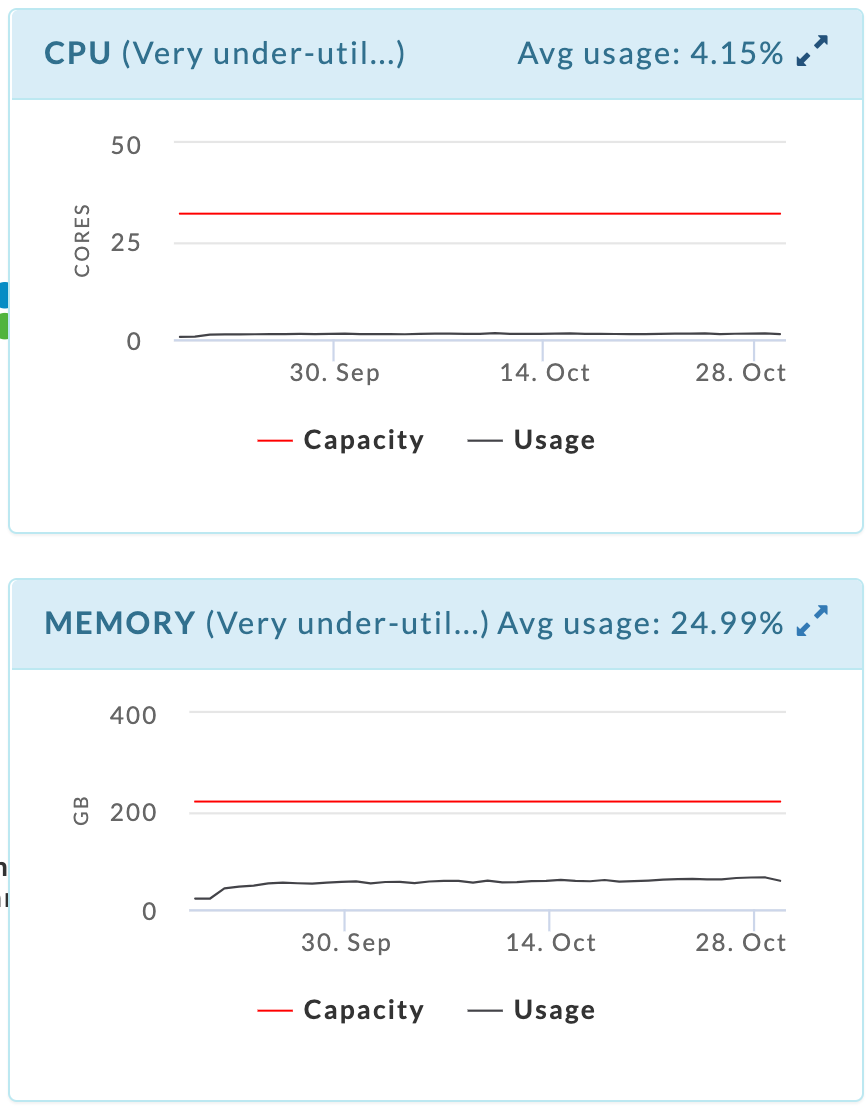 CPU (Very under-util...) Avg usage: 4.15%
50
CORES
25
0
30. Sep 14. Oct 28. Oct
Capacity Usage
MEMORY (Very under-util...) Avg usage: 24.99%
400
GB
200
0
30. Sep 14. Oct 28. Oct
Capacity Usage